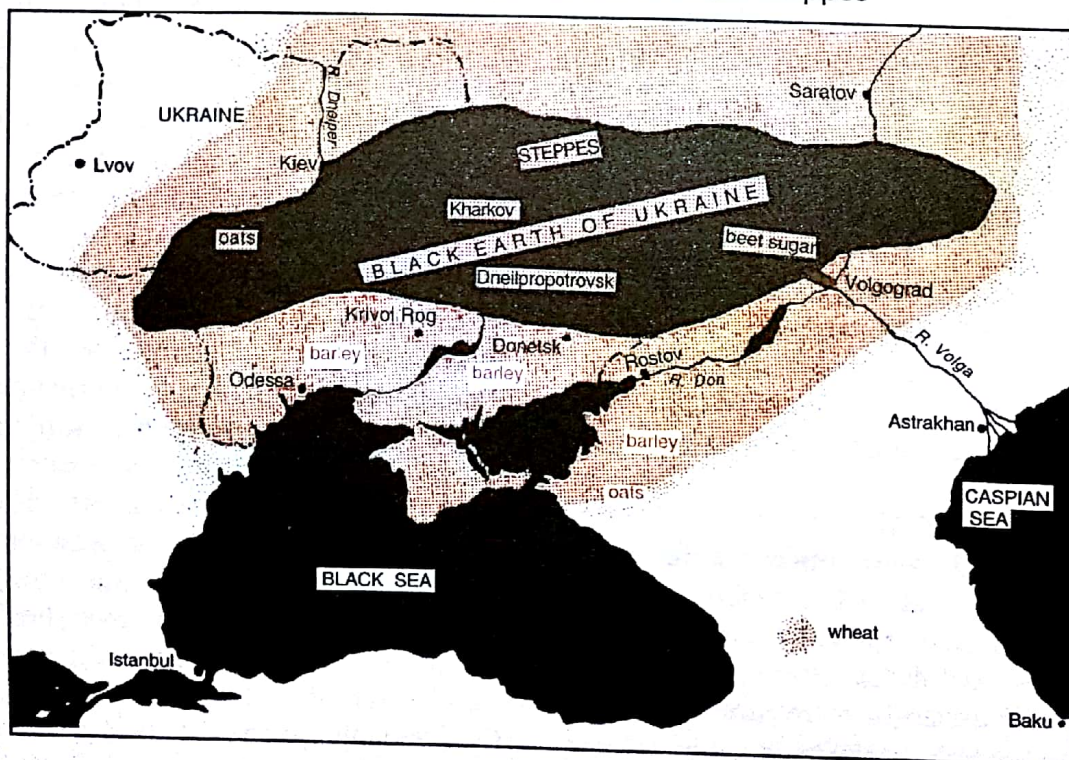 UKRAINE
R. Dneiper
Saratov
Lvov
Kiev
STEPPES
Kharkov
BLACK EARTH OF UKRAINE
oats
beet sugar
Dneilpropotrovsk
Volgograd
Krivoi Rog
Donetsk
barley
barley
Rostov
R. Don
R. Volga
Odessa
Astrakhan
barley
oats
CASPIAN
SEA
BLACK SEA
wheat
Istanbul
Baku